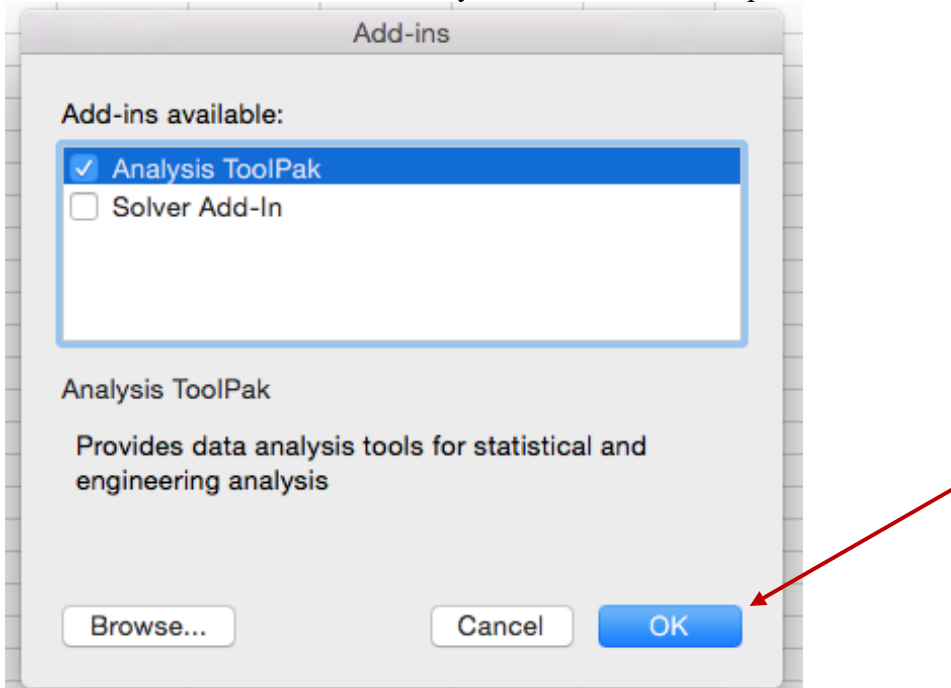 Add-ins
Add-ins available:
Analysis ToolPak
Solver Add-In
Analysis ToolPak
Provides data analysis tools for statistical and
engineering analysis
Browse...
Cancel
OK